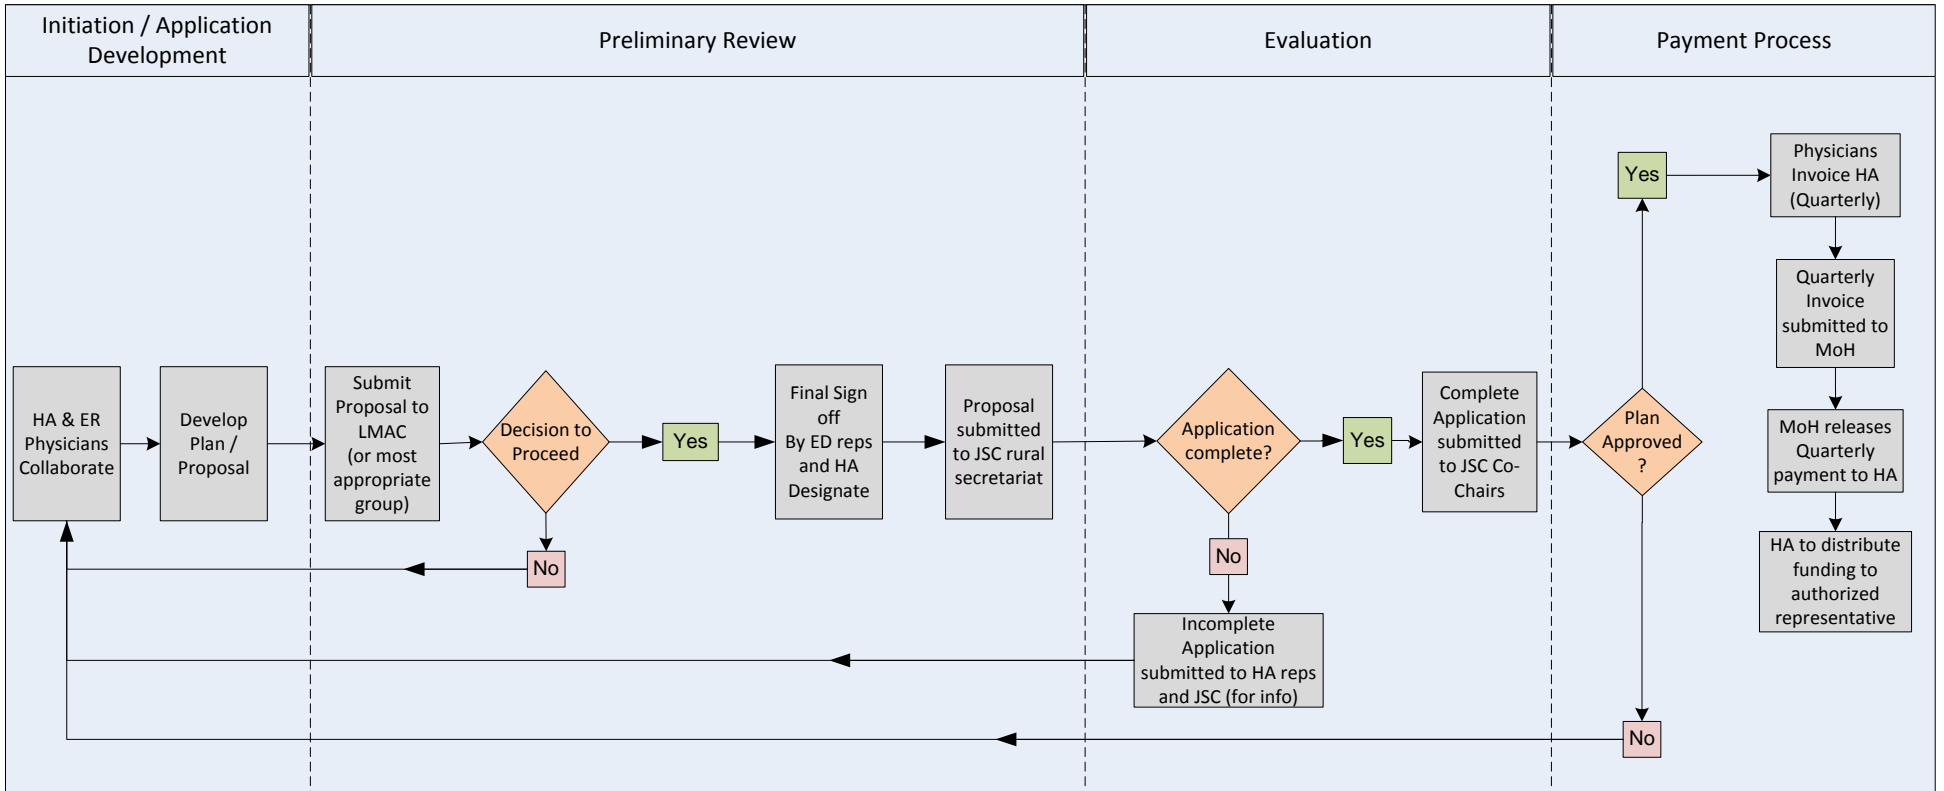 Initiation / Application
Development
Preliminary Review
Evaluation
Payment Process
HA & ER
Physicians
Collaborate
Develop
Plan /
Proposal
Submit
Proposal to
LMAC
(or most
appropriate
group)
Decision to
Proceed
Yes
No
Final Sign
off
By ED reps
and HA
Designate
Proposal
submitted
to JSC rural
secretariat
Application
complete?
Yes
No
Incomplete
Application
submitted to HA reps
and JSC (for info)
Complete
Application
submitted
to JSC Co-
Chairs
Plan
Approved
?
Yes
No
Physicians
Invoice HA
(Quarterly)
Quarterly
Invoice
submitted to
MoH
MoH releases
Quarterly
payment to HA
HA to distribute
funding to
authorized
representative